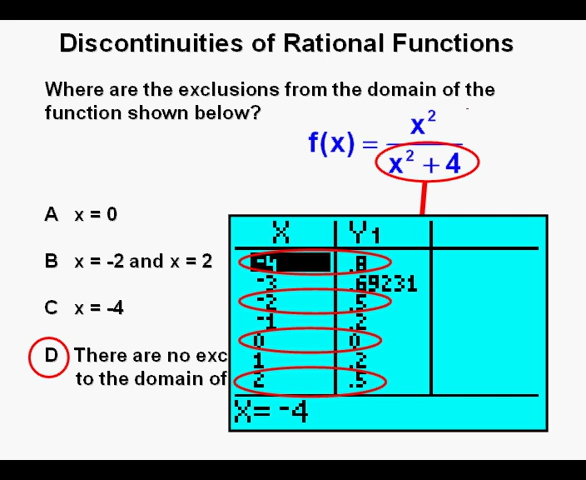 Discontinuities of Rational Functions
Where are the exclusions from the domain of the
function shown below?
f(x) = x² / x² + 4
A x = 0
B x = -2 and x = 2
C x = -4
D There are no exc
to the domain of
X Y₁
-4 .8
-3 .69231
-2 .5
-1 .2
0 0
1 .2
2 .5
X= -4